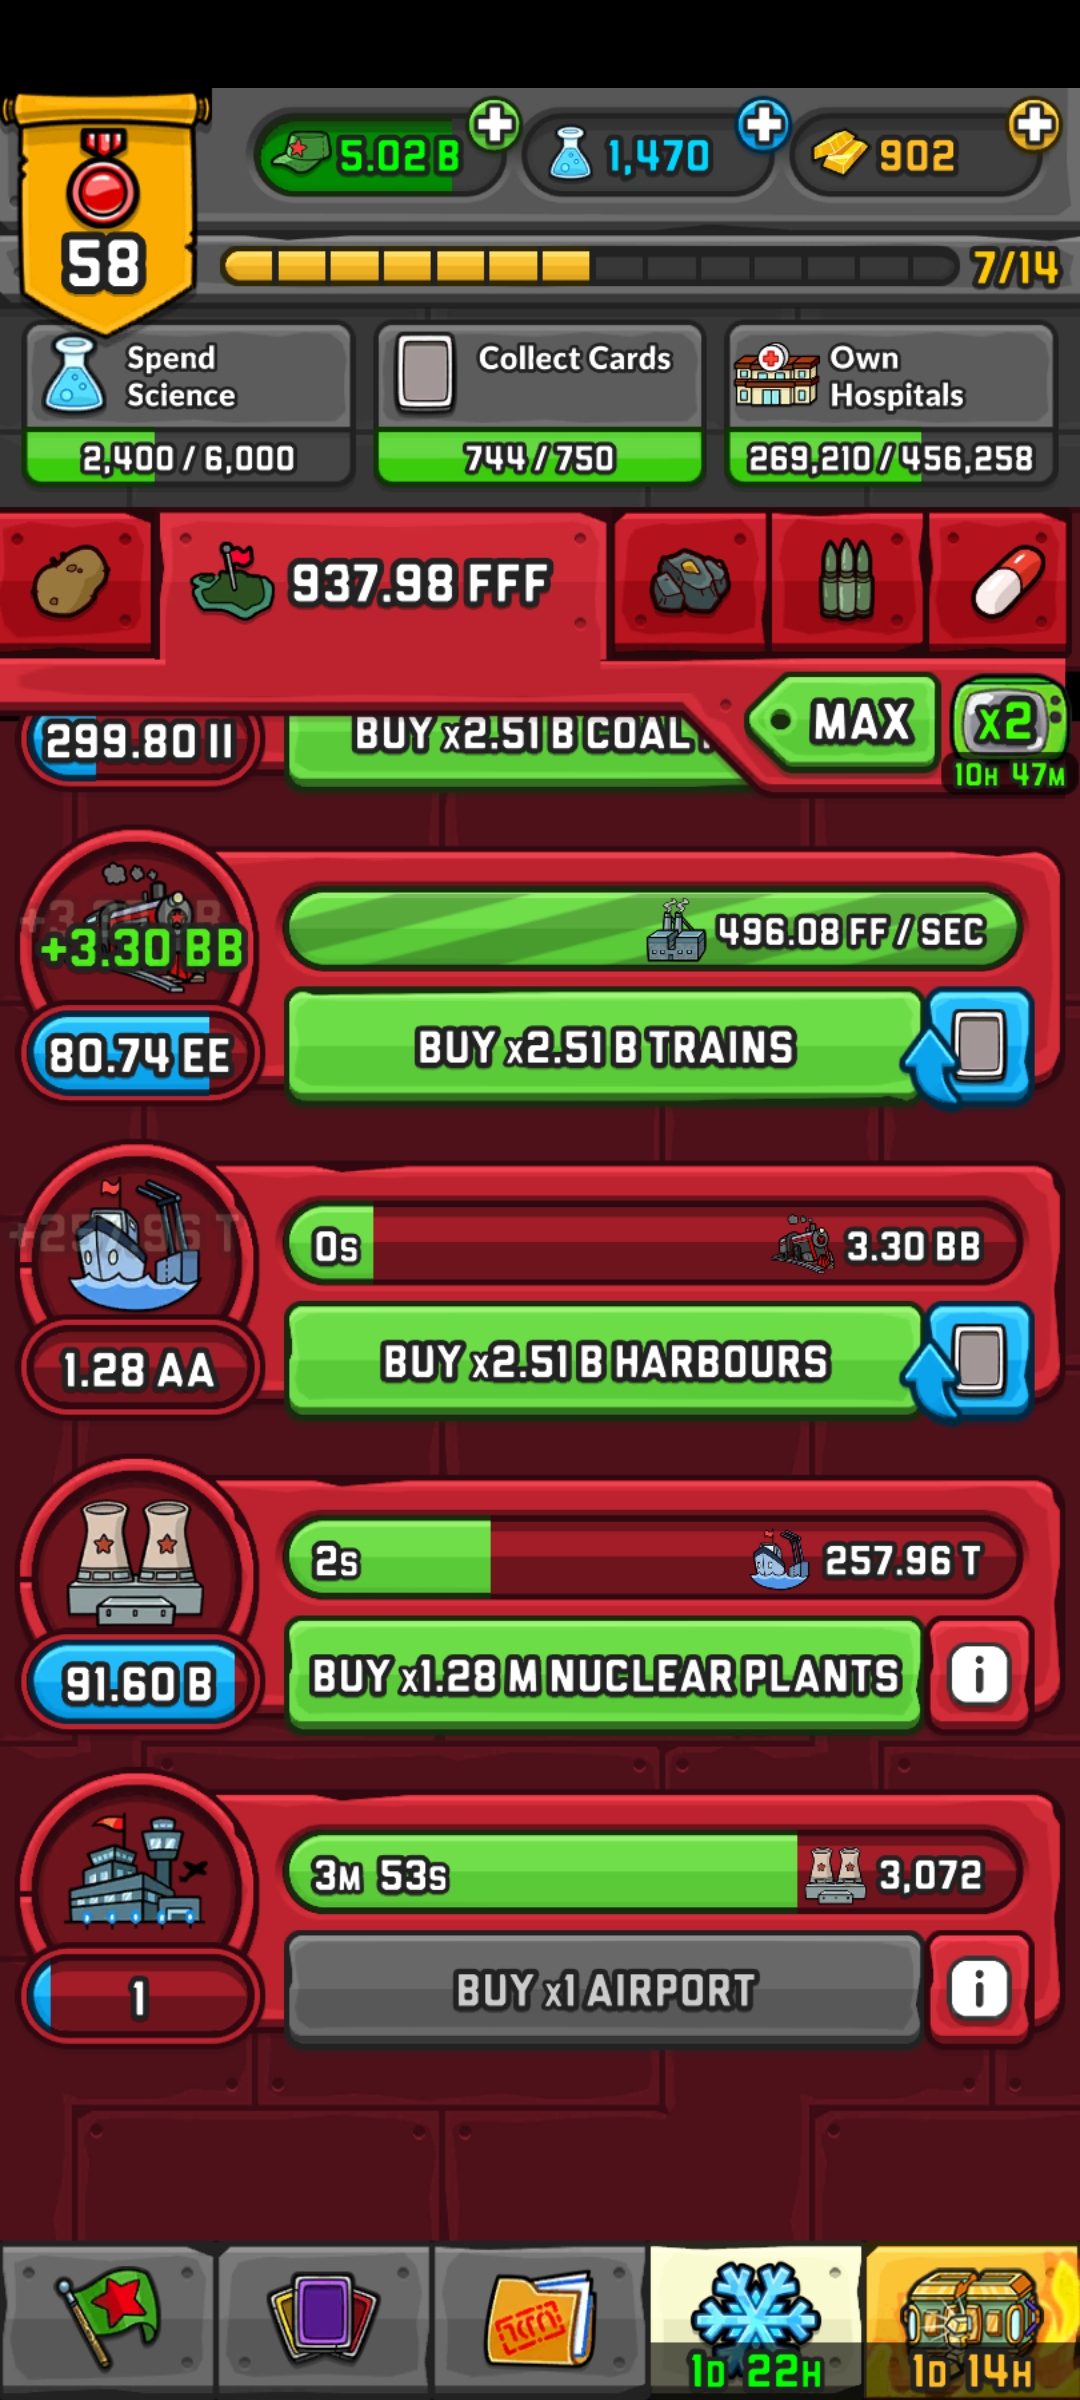 5.02 B
1,470
902
58
7/14
Spend
Science
2,400 / 6,000
Collect Cards
744 / 750
Own
Hospitals
269,210 / 456,258
937.98 FFF
MAX
x2
10H 47M
299.80 II
BUY x2.51 B COAL
+3.30 BB
496.08 FF / SEC
80.74 EE
BUY x2.51 B TRAINS
+257.96 T
0s
3.30 BB
1.28 AA
BUY x2.51 B HARBOURS
2s
257.96 T
91.60 B
BUY x1.28 M NUCLEAR PLANTS
i
3M 53s
3,072
1
BUY x1 AIRPORT
i
1D 22H
1D 14H